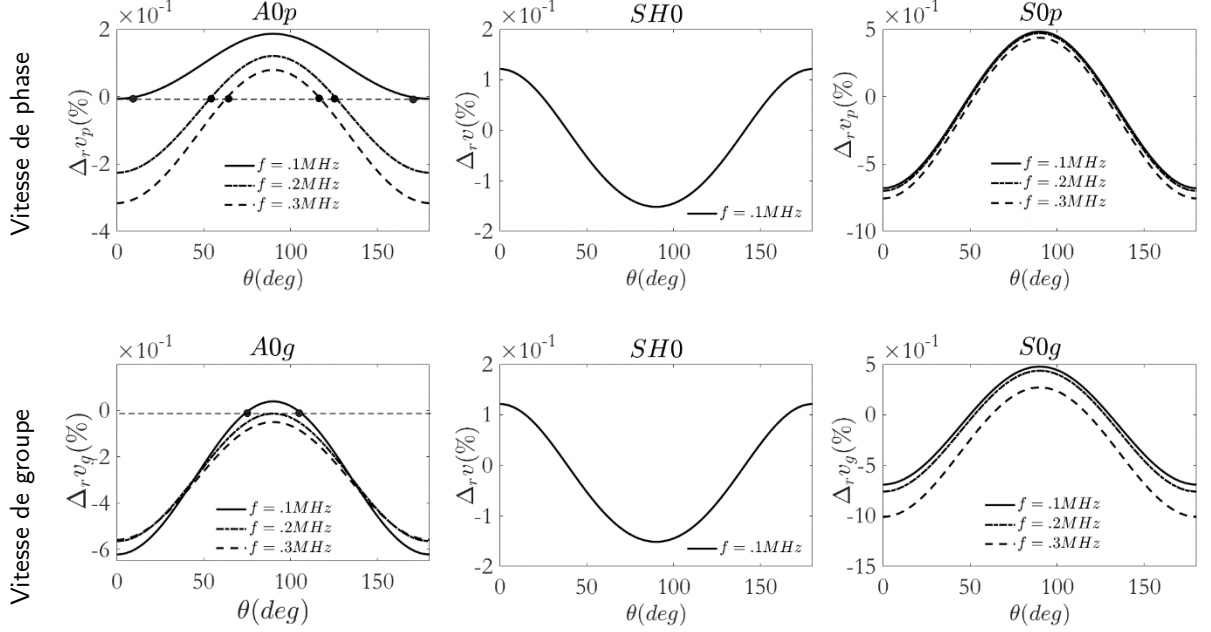 Vitesse de phase
×10⁻¹
A0p
Δᵣvₚ(%)
2
0
-2
-4
f = .1MHz
f = .2MHz
f = .3MHz
0
50
100
150
θ(deg)
×10⁻¹
SH0
Δᵣv(%)
2
1
0
-1
-2
f = .1MHz
0
50
100
150
θ(deg)
×10⁻¹
S0p
Δᵣvₚ(%)
5
0
-5
-10
f = .1MHz
f = .2MHz
f = .3MHz
0
50
100
150
θ(deg)
Vitesse de groupe
×10⁻¹
A0g
Δᵣv_g(%)
0
-2
-4
-6
f = .1MHz
f = .2MHz
f = .3MHz
0
50
100
150
θ(deg)
×10⁻¹
SH0
Δᵣv(%)
2
1
0
-1
-2
f = .1MHz
0
50
100
150
θ(deg)
×10⁻¹
S0g
Δᵣv_g(%)
5
0
-5
-10
-15
f = .1MHz
f = .2MHz
f = .3MHz
0
50
100
150
θ(deg)